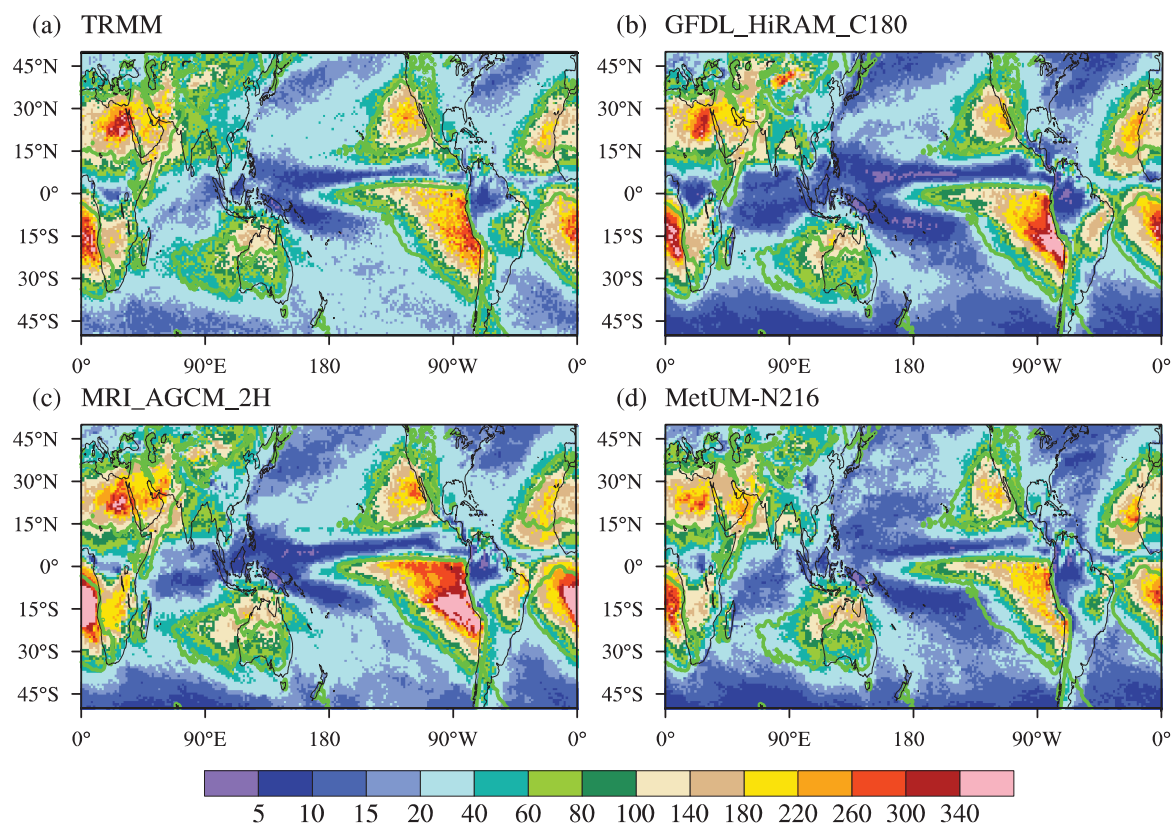 (a) TRMM
(b) GFDL_HiRAM_C180
45°N
30°N
15°N
0°
15°S
30°S
45°S
0° 90°E 180 90°W 0°
45°N
30°N
15°N
0°
15°S
30°S
45°S
0° 90°E 180 90°W 0°
(c) MRI_AGCM_2H
(d) MetUM-N216
45°N
30°N
15°N
0°
15°S
30°S
45°S
0° 90°E 180 90°W 0°
45°N
30°N
15°N
0°
15°S
30°S
45°S
0° 90°E 180 90°W 0°
5 10 15 20 40 60 80 100 140 180 220 260 300 340